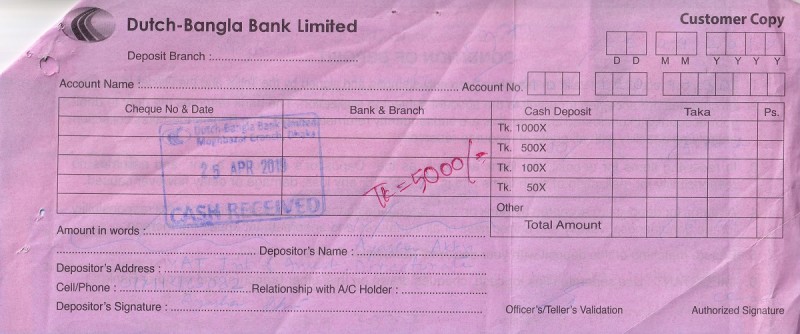 Dutch-Bangla Bank Limited
Customer Copy
Deposit Branch :
D D M M Y Y Y Y
Account Name : Account No.
Cheque No & Date Bank & Branch Cash Deposit Taka Ps.
Dutch-Bangla Bank Limited
Branch, Dhaka
25 APR
CASH RECEIVED
Tk = 5000/-
Tk. 1000X
Tk. 500X
Tk. 100X
Tk. 50X
Other
Total Amount
Amount in words :
Depositor's Name :
Depositor's Address :
Cell/Phone : Relationship with A/C Holder :
Depositor's Signature :
Officer's/Teller's Validation Authorized Signature